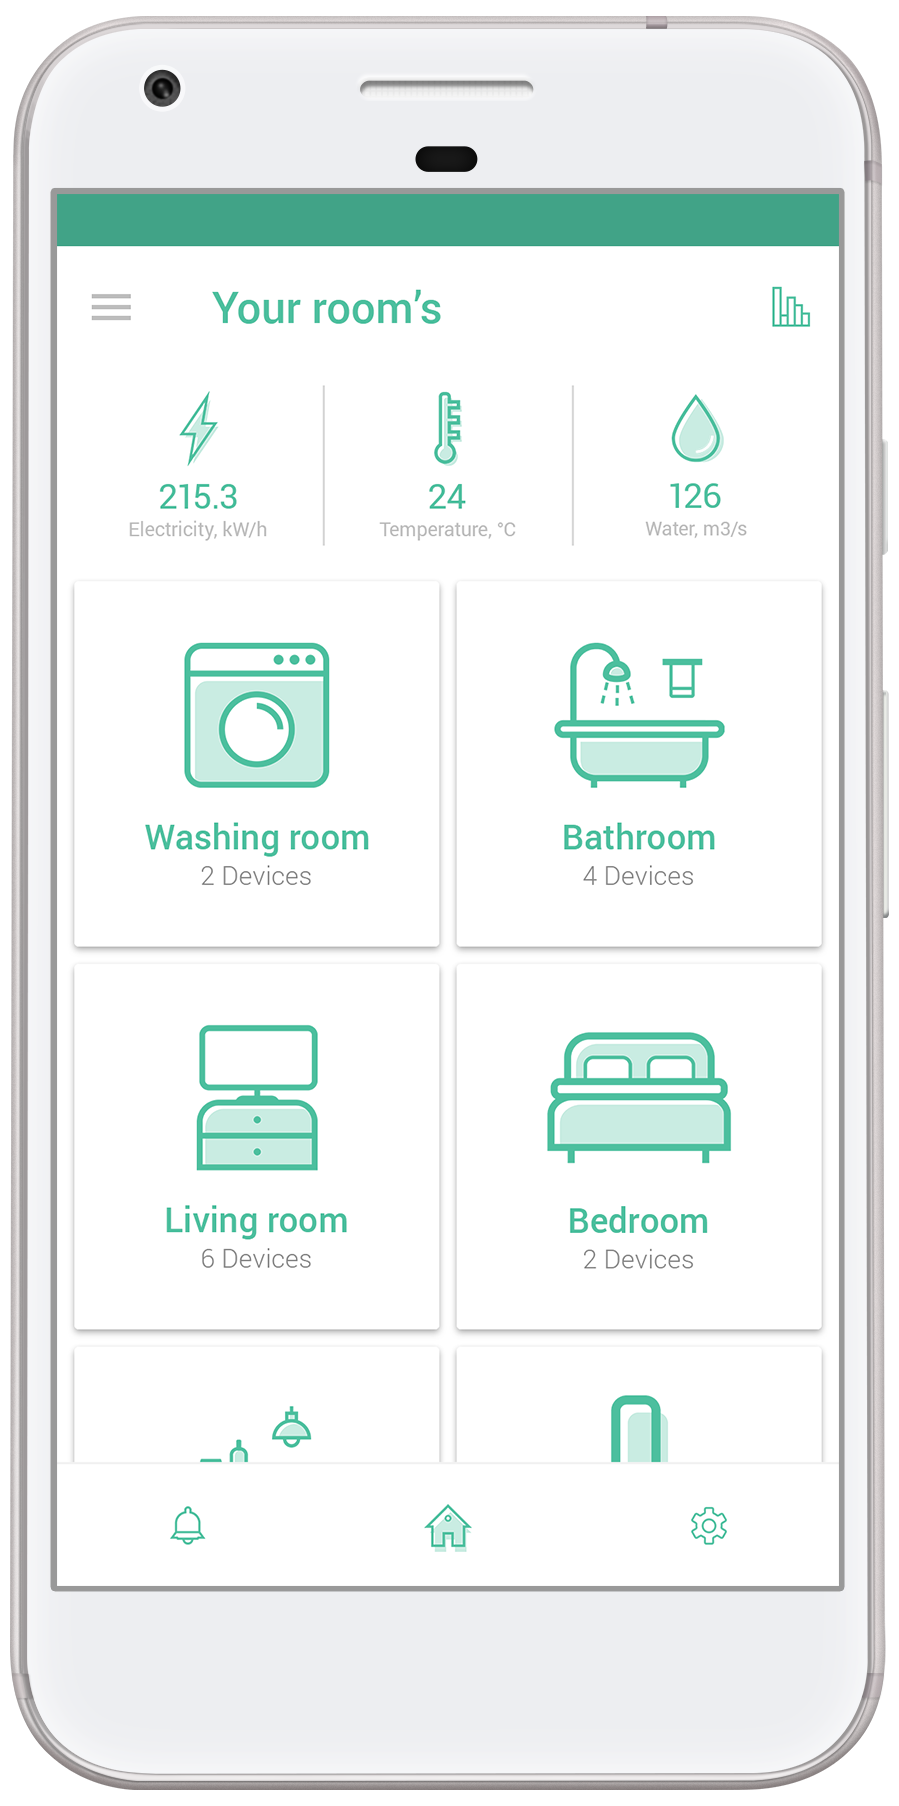 Your room’s
215.3
Electricity, kW/h
24
Temperature, °C
126
Water, m3/s
Washing room
2 Devices
Bathroom
4 Devices
Living room
6 Devices
Bedroom
2 Devices